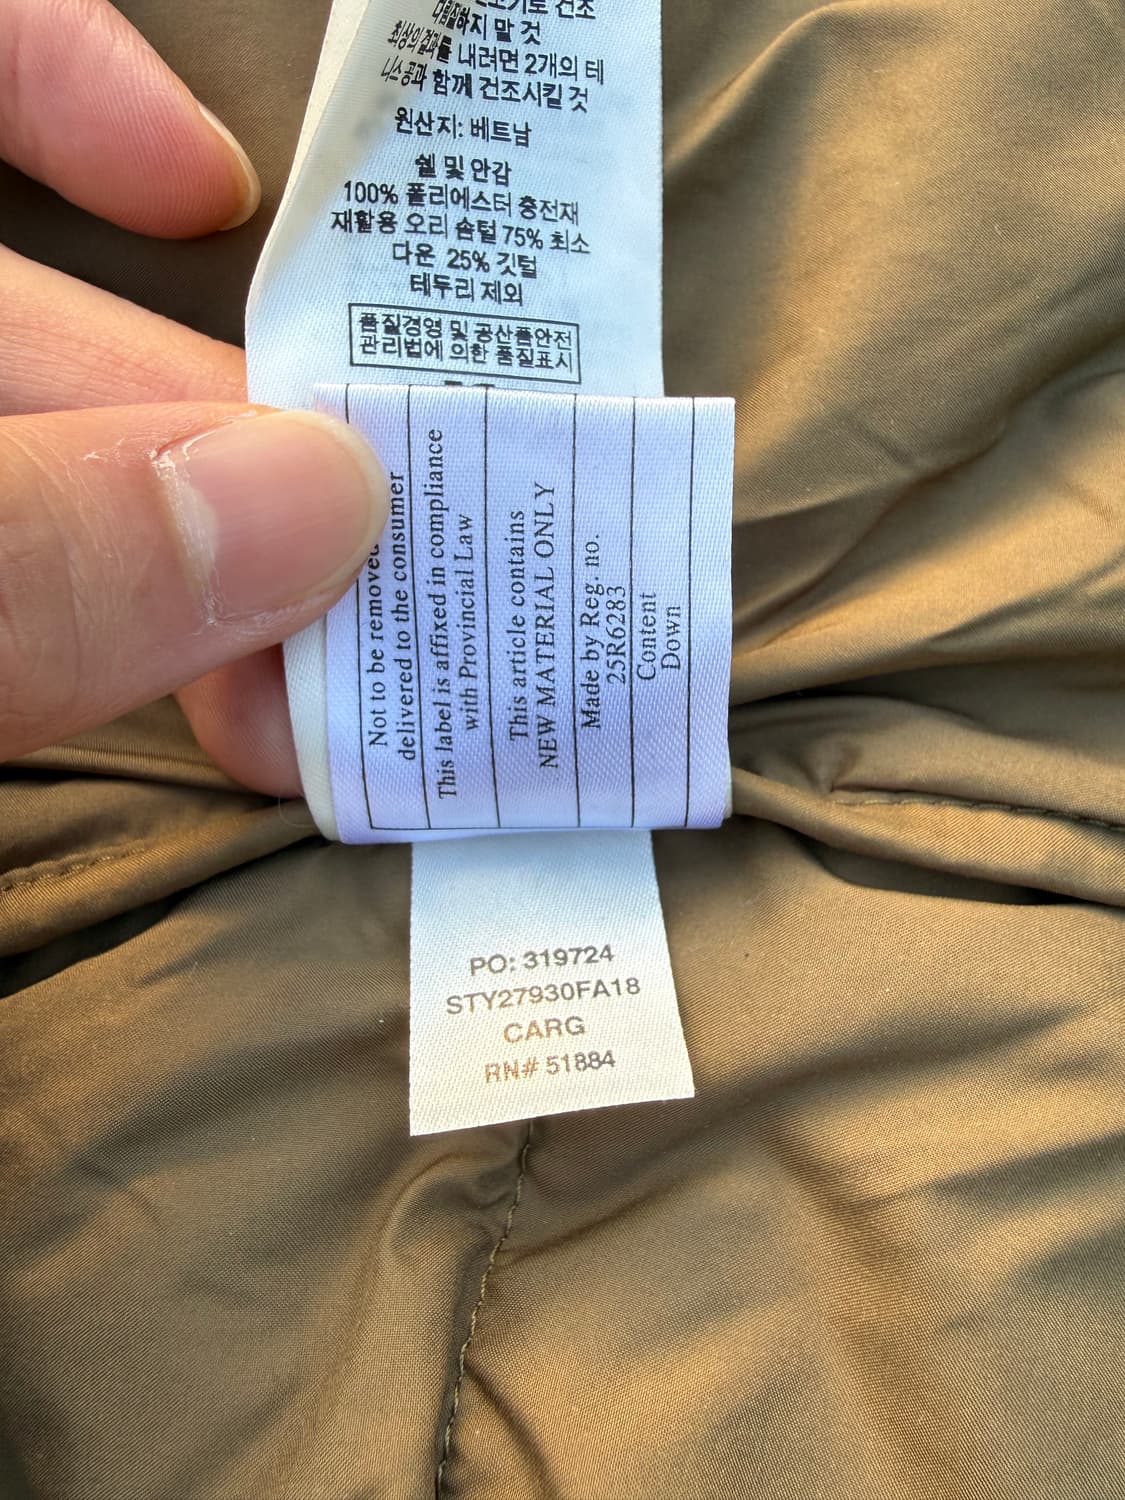 건조
다림질하지 말 것
최상의 결과를 내려면 2개의 테
니스공과 함께 건조시킬 것
원산지: 베트남
쉘 및 안감
100% 폴리에스터 충전재
재활용 오리 솜털 75% 최소
다운 25% 깃털
테두리 제외
품질경영 및 공산품안전
관리법에 의한 품질표시
Not to be removed
delivered to the consumer
This label is affixed in compliance
with Provincial Law
This article contains
NEW MATERIAL ONLY
Made by Reg. no.
25R6283
Content
Down
PO: 319724
STY27930FA18
CARG
RN# 51884